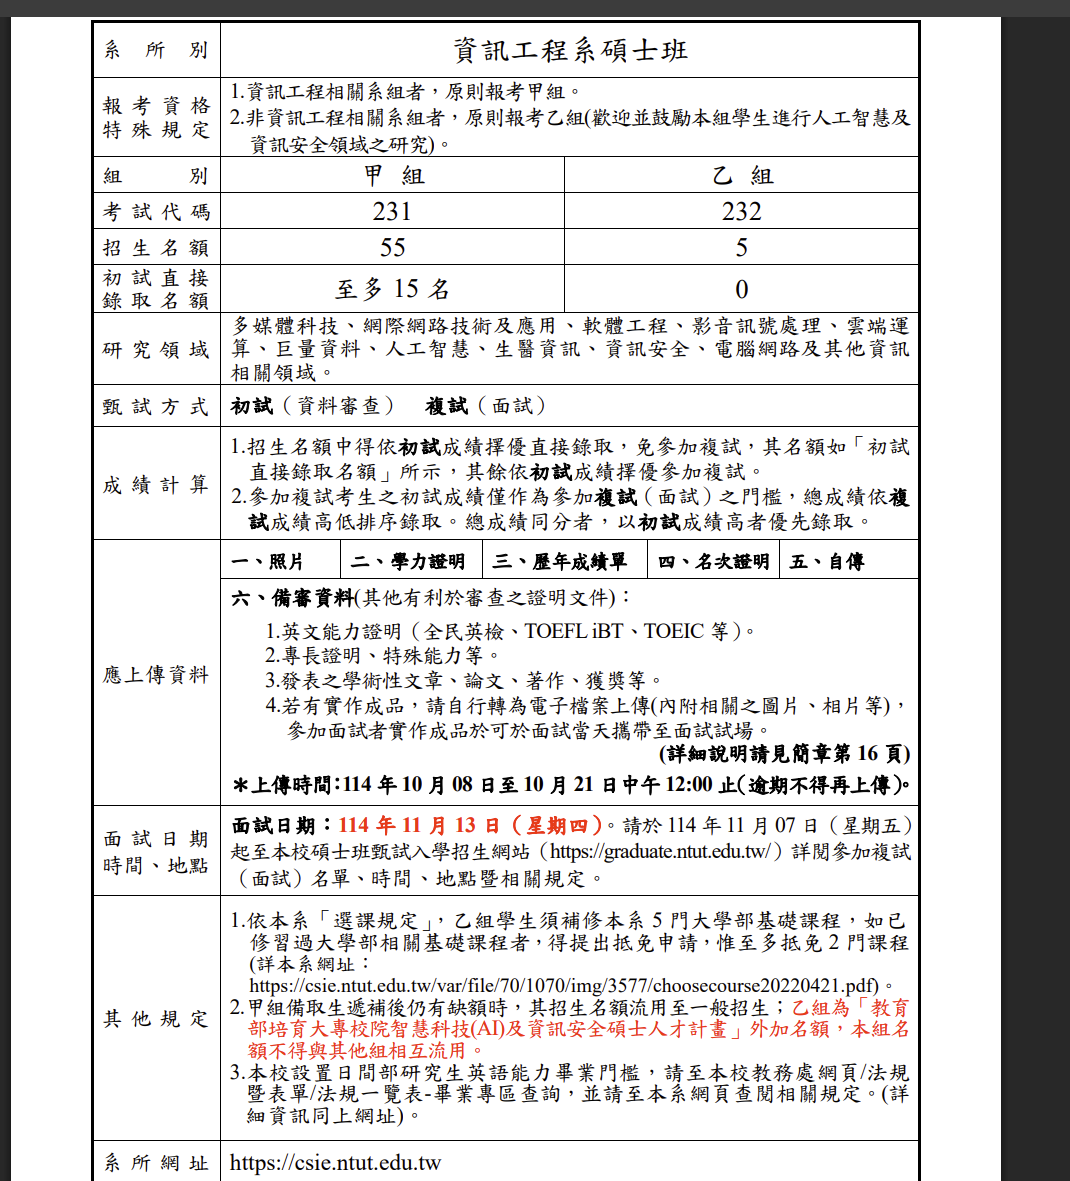 系所別 資訊工程系碩士班
報考資格
特殊規定
1.資訊工程相關系組者，原則報考甲組。
2.非資訊工程相關系組者，原則報考乙組(歡迎並鼓勵本組學生進行人工智慧及
資訊安全領域之研究)。
組別 甲組 乙組
考試代碼 231 232
招生名額 55 5
初試直接
錄取名額 至多 15 名 0
研究領域
多媒體科技、網際網路技術及應用、軟體工程、影音訊號處理、雲端運
算、巨量資料、人工智慧、生醫資訊、資訊安全、電腦網路及其他資訊
相關領域。
甄試方式 初試（資料審查） 複試（面試）
成績計算
1.招生名額中得依初試成績擇優直接錄取，免參加複試，其名額如「初試
直接錄取名額」所示，其餘依初試成績擇優參加複試。
2.參加複試考生之初試成績僅作為參加複試（面試）之門檻，總成績依複
試成績高低排序錄取。總成績同分者，以初試成績高者優先錄取。
應上傳資料
一、照片 二、學力證明 三、歷年成績單 四、名次證明 五、自傳
六、備審資料(其他有利於審查之證明文件)：
1.英文能力證明（全民英檢、TOEFL iBT、TOEIC 等）。
2.專長證明、特殊能力等。
3.發表之學術性文章、論文、著作、獲獎等。
4.若有實作成品，請自行轉為電子檔案上傳(內附相關之圖片、相片等)，
參加面試者實作成品於可於面試當天攜帶至面試試場。
(詳細說明請見簡章第 16 頁)
＊上傳時間:114 年 10 月 08 日至 10 月 21 日中午 12:00 止(逾期不得再上傳)。
面試日期
時間、地點
面試日期：114 年 11 月 13 日（星期四）。請於 114 年 11 月 07 日（星期五）
起至本校碩士班甄試入學招生網站（https://graduate.ntut.edu.tw/）詳閱參加複試
（面試）名單、時間、地點暨相關規定。
其他規定
1.依本系「選課規定」，乙組學生須補修本系 5 門大學部基礎課程，如已
修習過大學部相關基礎課程者，得提出抵免申請，惟至多抵免 2 門課程
(詳本系網址：
https://csie.ntut.edu.tw/var/file/70/1070/img/3577/choosecourse20220421.pdf)。
2.甲組備取生遞補後仍有缺額時，其招生名額流用至一般招生；乙組為「教育
部培育大專校院智慧科技(AI)及資訊安全碩士人才計畫」外加名額，本組名
額不得與其他組相互流用。
3.本校設置日間部研究生英語能力畢業門檻，請至本校教務處網頁/法規
暨表單/法規一覽表-畢業專區查詢，並請至本系網頁查閱相關規定。(詳
細資訊同上網址)。
系所網址 https://csie.ntut.edu.tw